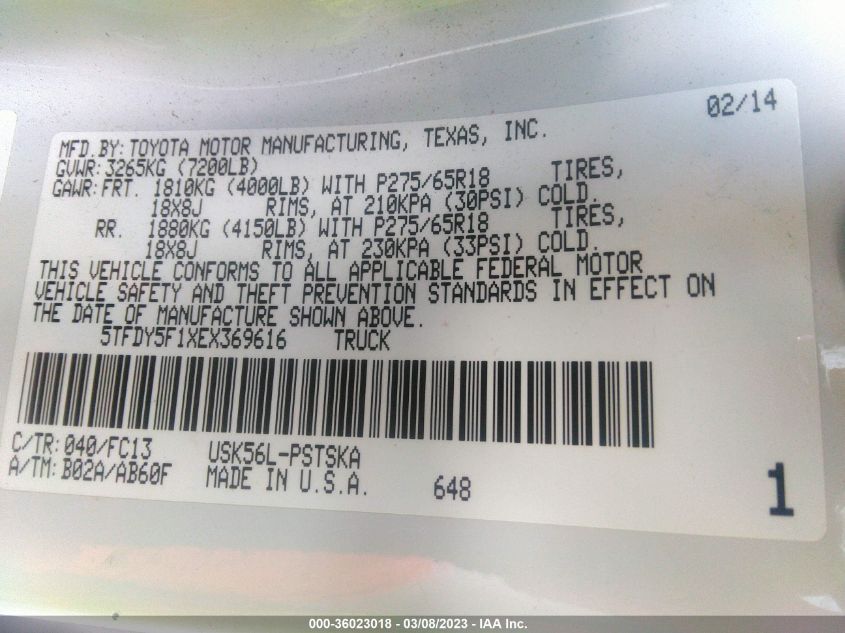 02/14
MFD.BY:TOYOTA MOTOR MANUFACTURING, TEXAS, INC.
GVWR:3265KG (7200LB)
GAWR:FRT. 1810KG (4000LB) WITH P275/65R18 TIRES,
18X8J RIMS, AT 210KPA (30PSI) COLD.
RR. 1880KG (4150LB) WITH P275/65R18 TIRES,
18X8J RIMS, AT 230KPA (33PSI) COLD.
THIS VEHICLE CONFORMS TO ALL APPLICABLE FEDERAL MOTOR
VEHICLE SAFETY AND THEFT PREVENTION STANDARDS IN EFFECT ON
THE DATE OF MANUFACTURE SHOWN ABOVE.
5TFDY5F1XEX369616 TRUCK
C/TR:040/FC13 USK56L-PSTSKA
A/TM:B02A/AB60F MADE IN U.S.A. 648
1
000-36023018 - 03/08/2023 - IAA Inc.